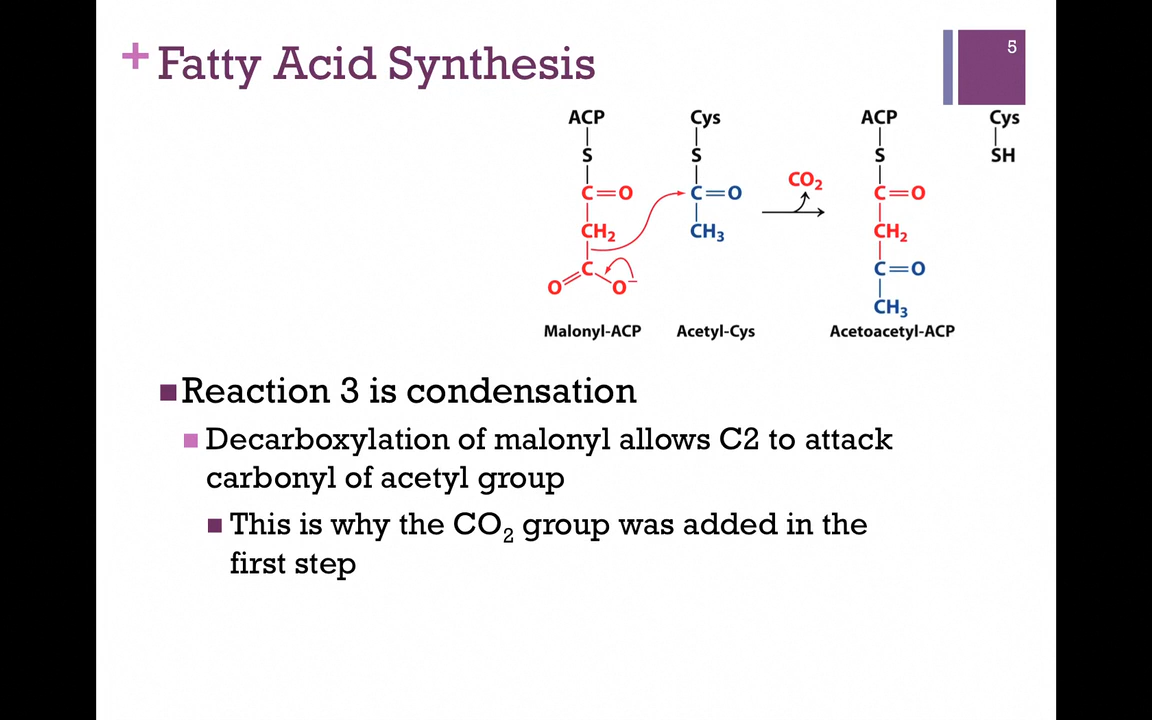 + Fatty Acid Synthesis
5
ACP Cys ACP Cys
S S S SH
C=O C=O CO₂ C=O
CH₂ CH₃ CH₂
C C=O
O O⁻
CH₃
Malonyl-ACP Acetyl-Cys Acetoacetyl-ACP
Reaction 3 is condensation
Decarboxylation of malonyl allows C2 to attack
carbonyl of acetyl group
This is why the CO₂ group was added in the
first step